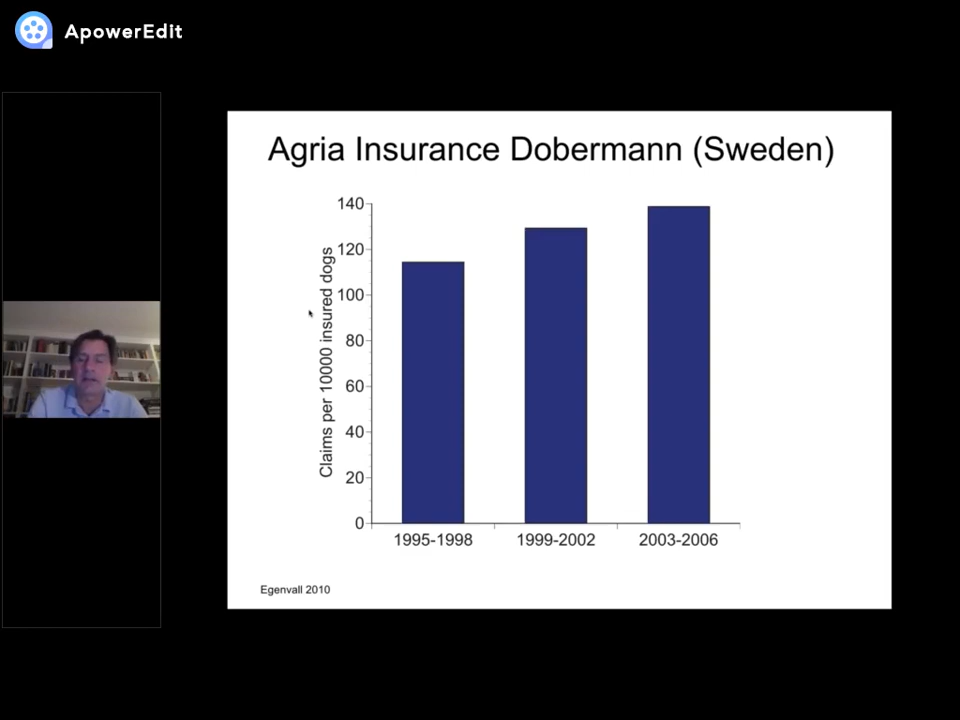 ApowerEdit
Agria Insurance Dobermann (Sweden)
Claims per 10000 insured dogs
140
120
100
80
60
40
20
0
1995-1998
1999-2002
2003-2006
Egenvall 2010